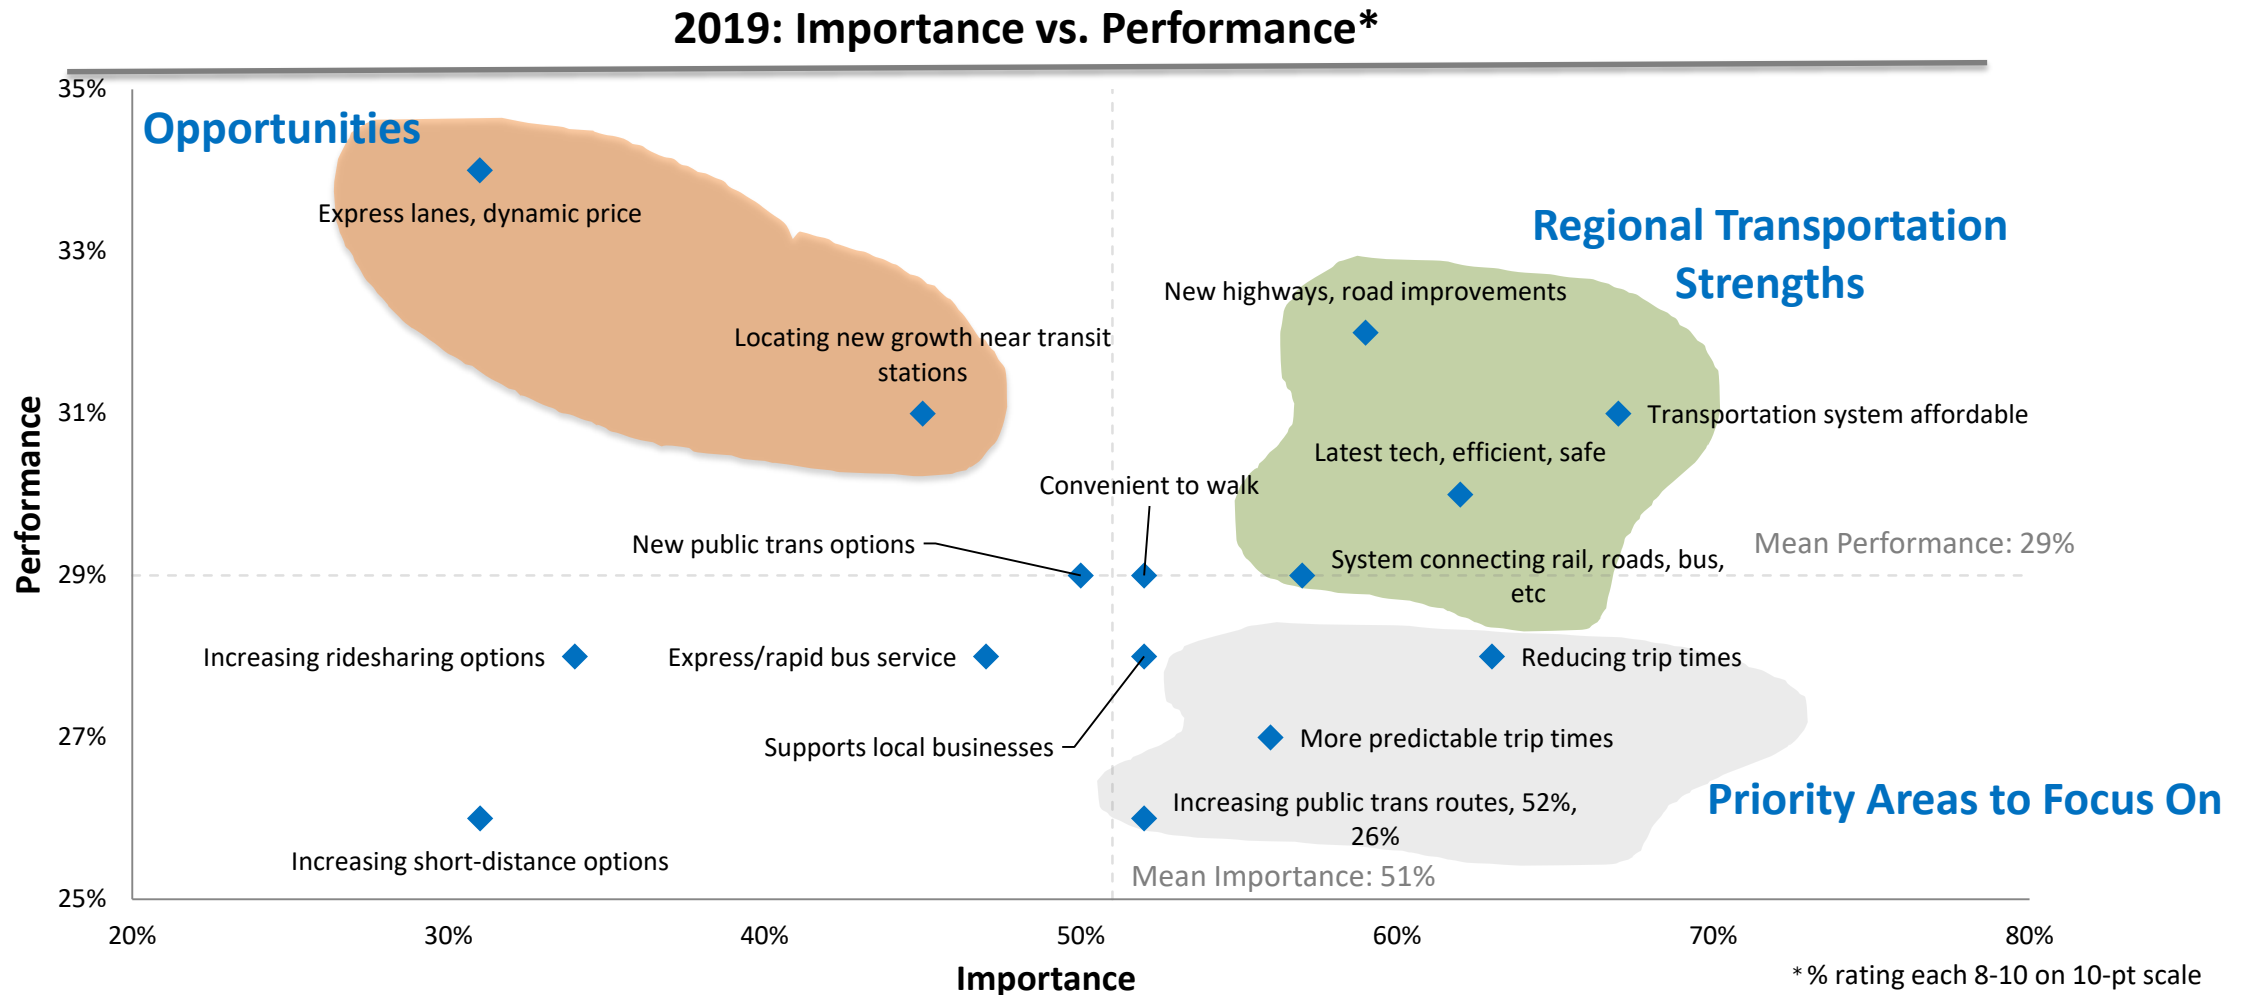 2019: Importance vs. Performance*
35%
Opportunities
Express lanes, dynamic price
33%
Regional Transportation
Strengths
New highways, road improvements
Locating new growth near transit
stations
31%
Transportation system affordable
Latest tech, efficient, safe
Convenient to walk
New public trans options
Mean Performance: 29%
Performance
29%
System connecting rail, roads, bus,
etc
Increasing ridesharing options
Express/rapid bus service
Reducing trip times
27%
Supports local businesses
More predictable trip times
Increasing public trans routes, 52%,
26%
Priority Areas to Focus On
Increasing short-distance options
Mean Importance: 51%
25%
20%
30%
40%
50%
60%
70%
80%
Importance
* % rating each 8-10 on 10-pt scale